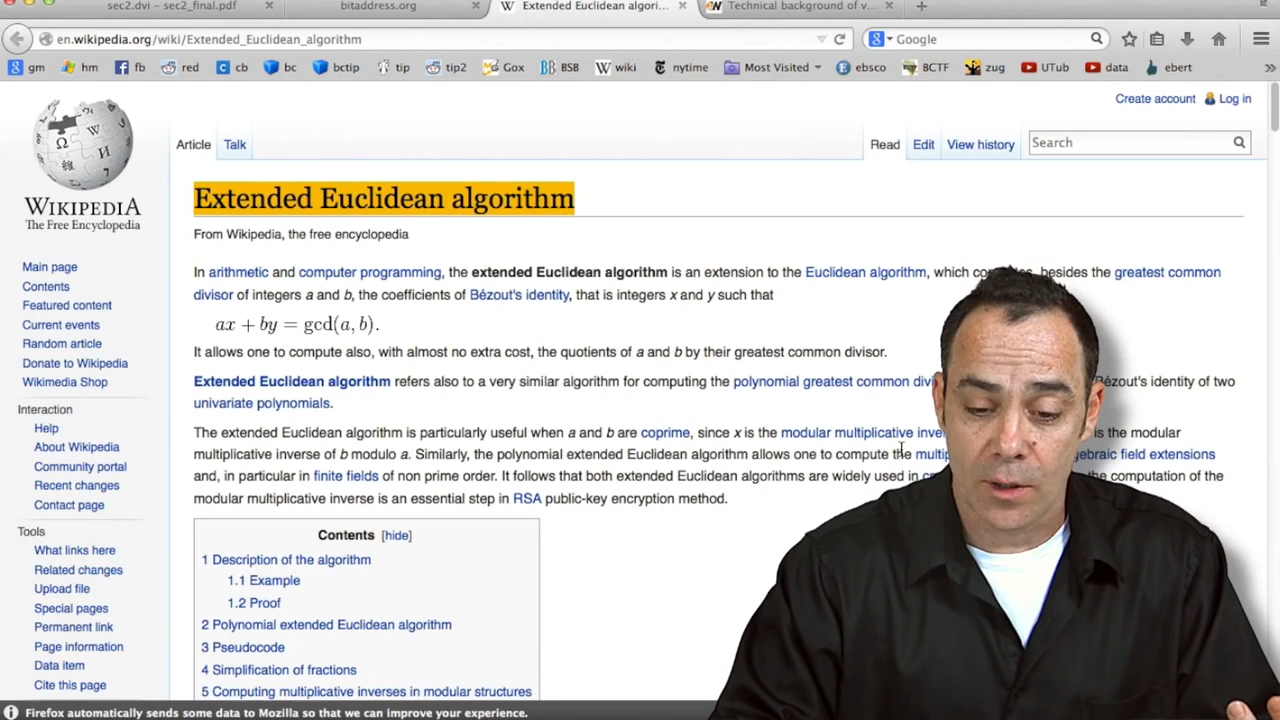 sec2.dvi – sec2_final.pdf
bitaddress.org
Extended Euclidean algori...
Technical background of v...
en.wikipedia.org/wiki/Extended_Euclidean_algorithm
Google
gm hm fb red cb bc bctip tip tip2 Gox BSB wiki nytime Most Visited ebsco BCTF zug UTub data ebert
Create account Log in
Article Talk
Read Edit View history
Search
WIKIPEDIA
The Free Encyclopedia
Main page
Contents
Featured content
Current events
Random article
Donate to Wikipedia
Wikimedia Shop
Interaction
Help
About Wikipedia
Community portal
Recent changes
Contact page
Tools
What links here
Related changes
Upload file
Special pages
Permanent link
Page information
Data item
Cite this page
Extended Euclidean algorithm
From Wikipedia, the free encyclopedia
In arithmetic and computer programming, the extended Euclidean algorithm is an extension to the Euclidean algorithm, which besides the greatest common
divisor of integers a and b, the coefficients of Bézout's identity, that is integers x and y such that
ax + by = gcd(a, b).
It allows one to compute also, with almost no extra cost, the quotients of a and b by their greatest common divisor.
Extended Euclidean algorithm refers also to a very similar algorithm for computing the polynomial greatest common Bézout's identity of two
univariate polynomials.
The extended Euclidean algorithm is particularly useful when a and b are coprime, since x is the modular multiplicative is the modular
multiplicative inverse of b modulo a. Similarly, the polynomial extended Euclidean algorithm allows one to compute the field extensions
and, in particular in finite fields of non prime order. It follows that both extended Euclidean algorithms are widely used in the computation of the
modular multiplicative inverse is an essential step in RSA public-key encryption method.
Contents [hide]
1 Description of the algorithm
1.1 Example
1.2 Proof
2 Polynomial extended Euclidean algorithm
3 Pseudocode
4 Simplification of fractions
5 Computing multiplicative inverses in modular structures
Firefox automatically sends some data to Mozilla so that we can improve your experience.